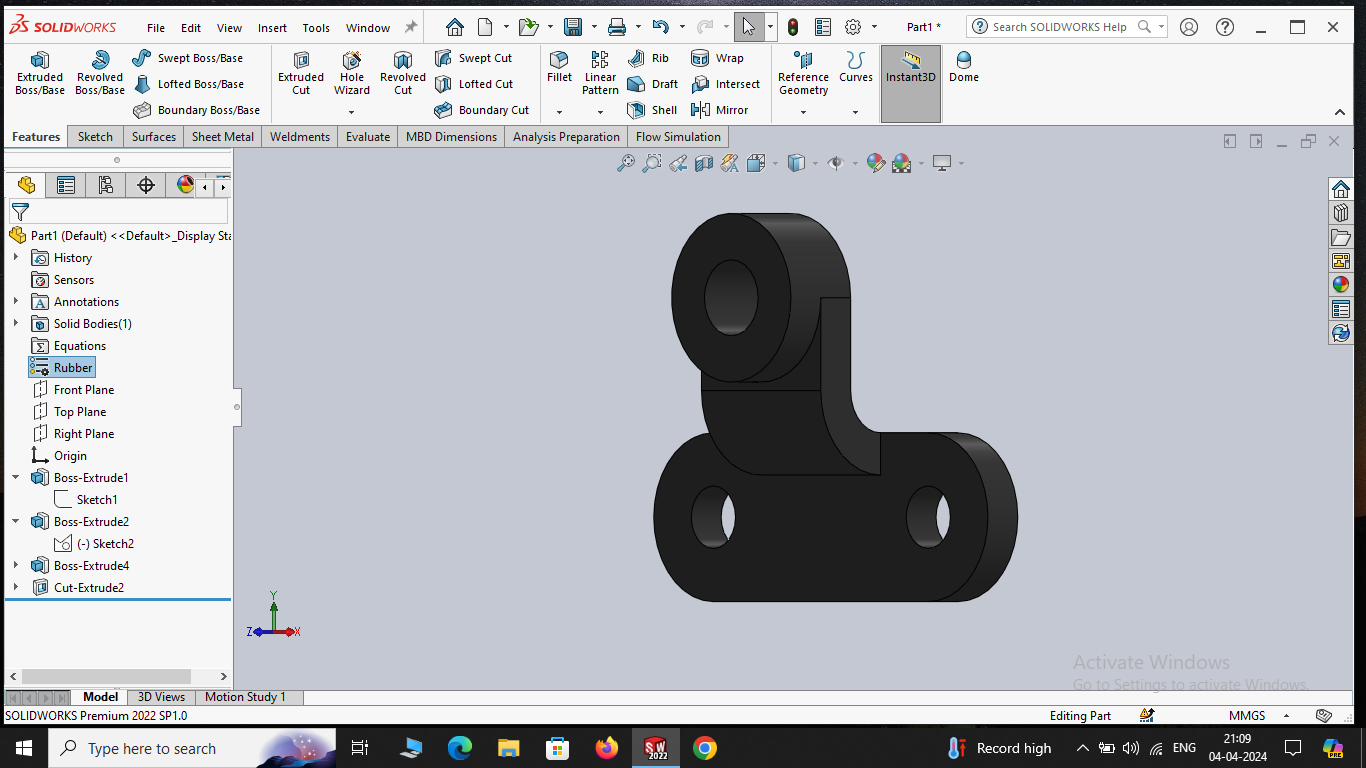 SOLIDWORKS File Edit View Insert Tools Window Part1 * Search SOLIDWORKS Help
Extruded Boss/Base
Revolved Boss/Base
Swept Boss/Base
Lofted Boss/Base
Boundary Boss/Base
Extruded Cut
Hole Wizard
Revolved Cut
Swept Cut
Lofted Cut
Boundary Cut
Fillet
Linear Pattern
Rib
Draft
Shell
Wrap
Intersect
Mirror
Reference Geometry
Curves
Instant3D
Dome
Features Sketch Surfaces Sheet Metal Weldments Evaluate MBD Dimensions Analysis Preparation Flow Simulation
Part1 (Default) <<Default>_Display Sta
History
Sensors
Annotations
Solid Bodies(1)
Equations
Rubber
Front Plane
Top Plane
Right Plane
Origin
Boss-Extrude1
Sketch1
Boss-Extrude2
(-) Sketch2
Boss-Extrude4
Cut-Extrude2
Y
Z X
Activate Windows
Go to Settings to activate Windows.
Model 3D Views Motion Study 1
SOLIDWORKS Premium 2022 SP1.0 Editing Part MMGS
Type here to search SW 2022 Record high ENG 21:09 PRE
04-04-2024